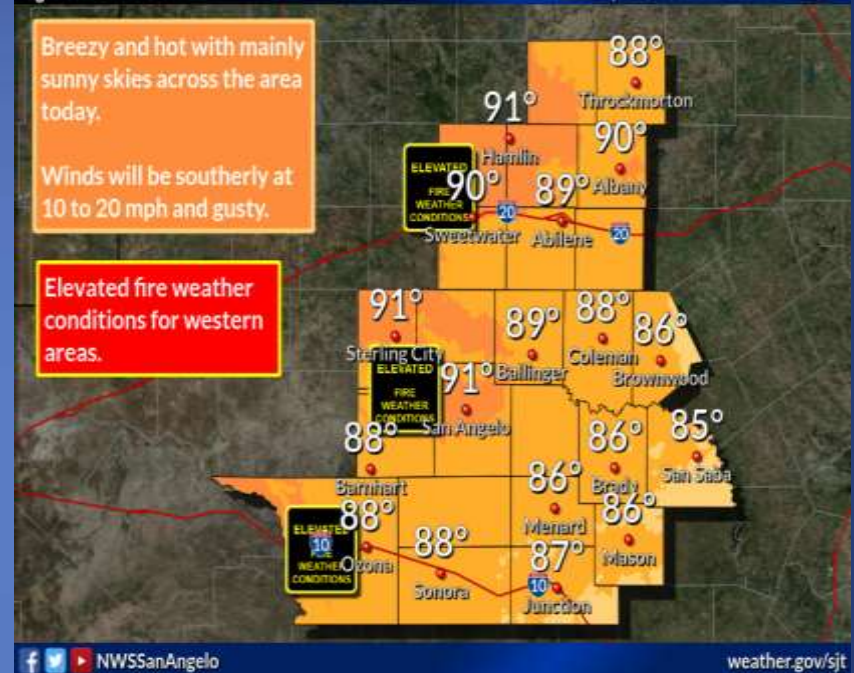 Breezy and hot with mainly
sunny skies across the area
today.
Winds will be southerly at
10 to 20 mph and gusty.
Elevated fire weather
conditions for western
areas.
88°
Throckmorton
91°
Hamlin
90°
Albany
ELEVATED
FIRE
WEATHER
CONDITIONS
90°
Sweetwater
20
89°
Abilene
20
91°
Sterling City
89°
Ballinger
88°
Coleman
86°
Brownwood
ELEVATED
FIRE
WEATHER
CONDITIONS
91°
San Angelo
88°
Barnhart
86°
Brady
85°
San Saba
86°
Menard
86°
Mason
ELEVATED
10
WEATHER
CONDITIONS
88°
Ozona
88°
Sonora
87°
10
Junction
NWSSanAngelo
weather.gov/sjt